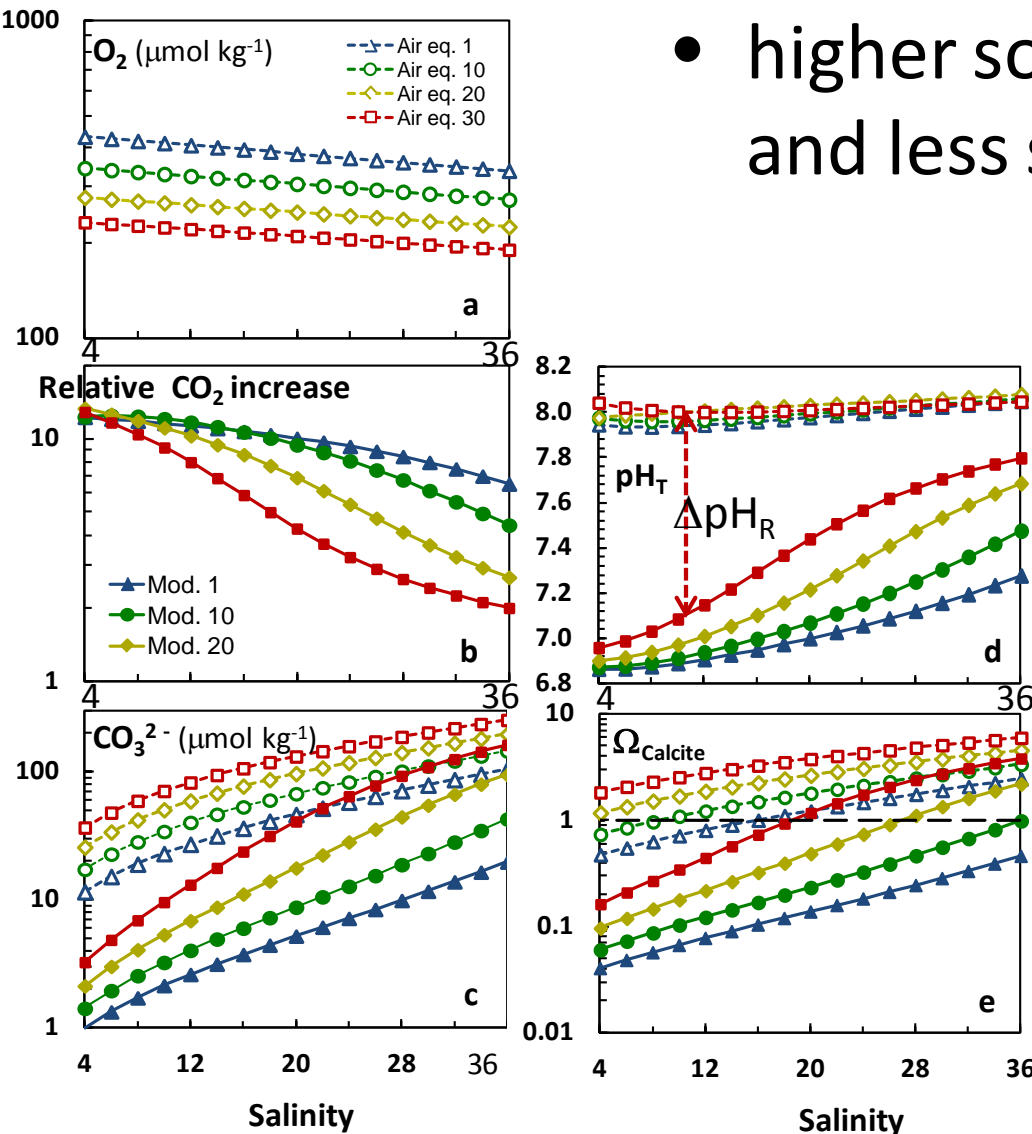 1000
O₂ (μmol kg⁻¹)
Air eq. 1
Air eq. 10
Air eq. 20
Air eq. 30
a
100
4
36
• higher so
and less s
Relative CO₂ increase
10
Mod. 1
Mod. 10
Mod. 20
b
1
4
36
8.2
8.0
7.8
7.6
7.4
7.2
7.0
6.8
pH_T
ΔpH_R
d
4
36
CO₃²⁻ (μmol kg⁻¹)
100
10
1
c
4 12 20 28 36
Salinity
Ω_Calcite
10
1
0.1
0.01
e
4 12 20 28 36
Salinity